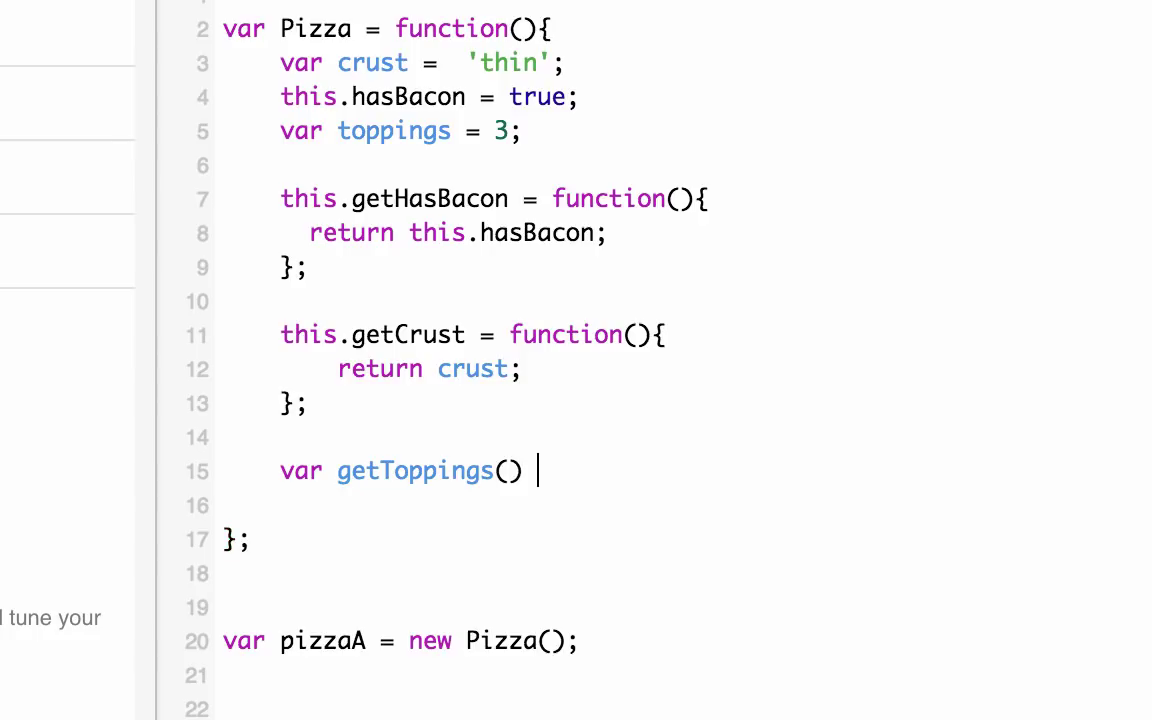 2 var Pizza = function(){
3 var crust =  'thin';
4 this.hasBacon = true;
5 var toppings = 3;
6
7 this.getHasBacon = function(){
8 return this.hasBacon;
9 };
10
11 this.getCrust = function(){
12 return crust;
13 };
14
15 var getToppings()
16
17 };
18
19
l tune your
20 var pizzaA = new Pizza();
21
22